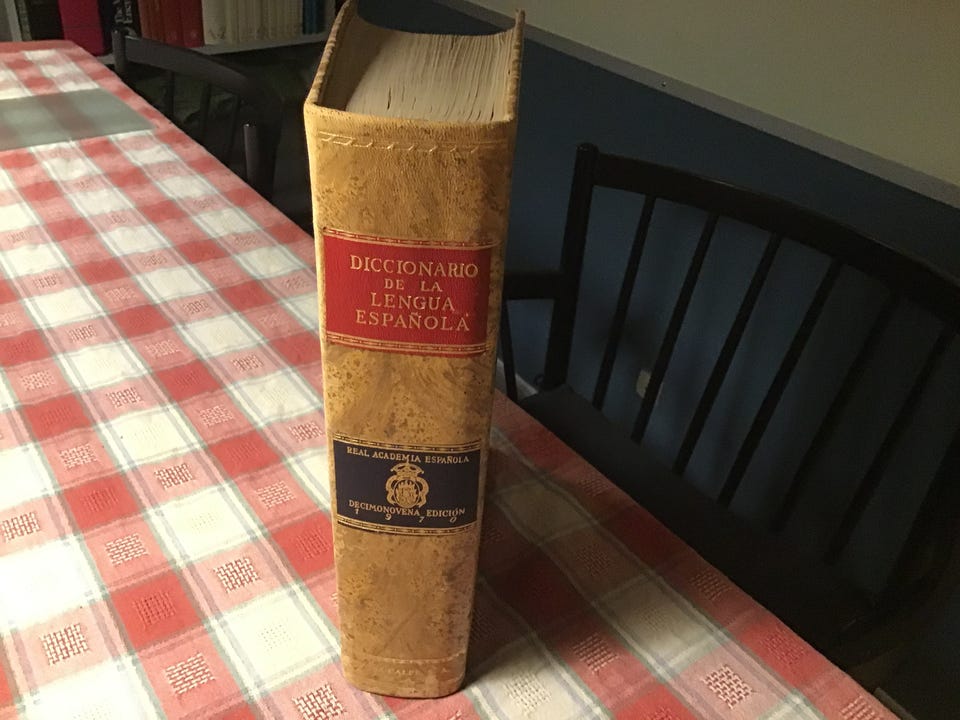 DICCIONARIO
DE LA
LENGUA
ESPAÑOLA
REAL ACADEMIA ESPAÑOLA
DECIMONOVENA EDICIÓN
1970